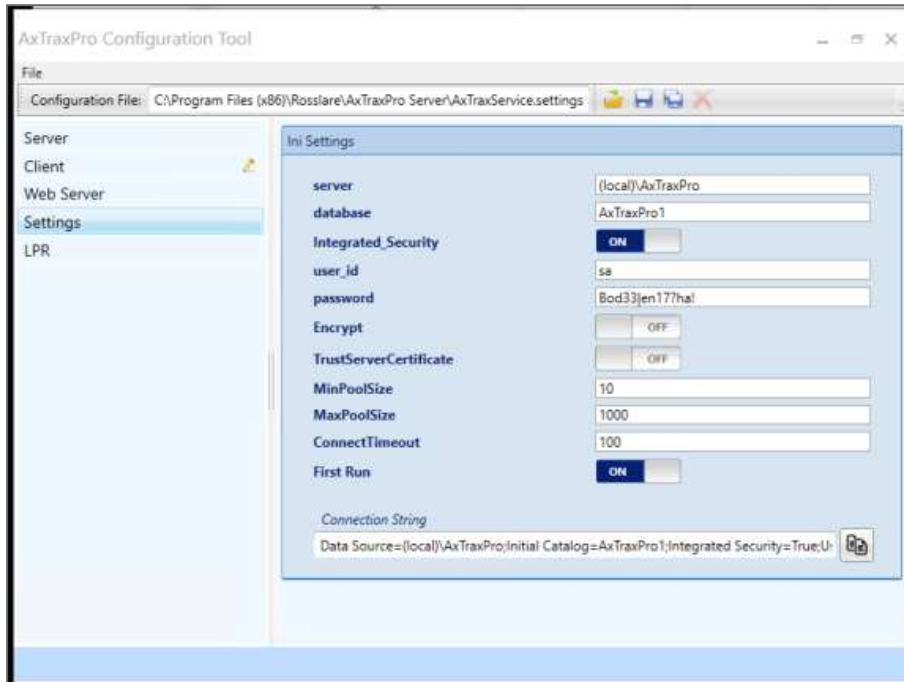 AxTraxPro Configuration Tool
File
Configuration File: C:\Program Files (x86)\Rosslare\AxTraxPro Server\AxTraxService.settings
Server
Client
Web Server
Settings
LPR
Ini Settings
server (local)\AxTraxPro
database AxTraxPro1
Integrated_Security ON
user_id sa
password Bod33|en17?ha!
Encrypt OFF
TrustServerCertificate OFF
MinPoolSize 10
MaxPoolSize 1000
ConnectTimeout 100
First Run ON
Connection String
Data Source=(local)\AxTraxPro;Initial Catalog=AxTraxPro1;Integrated Security=True;U